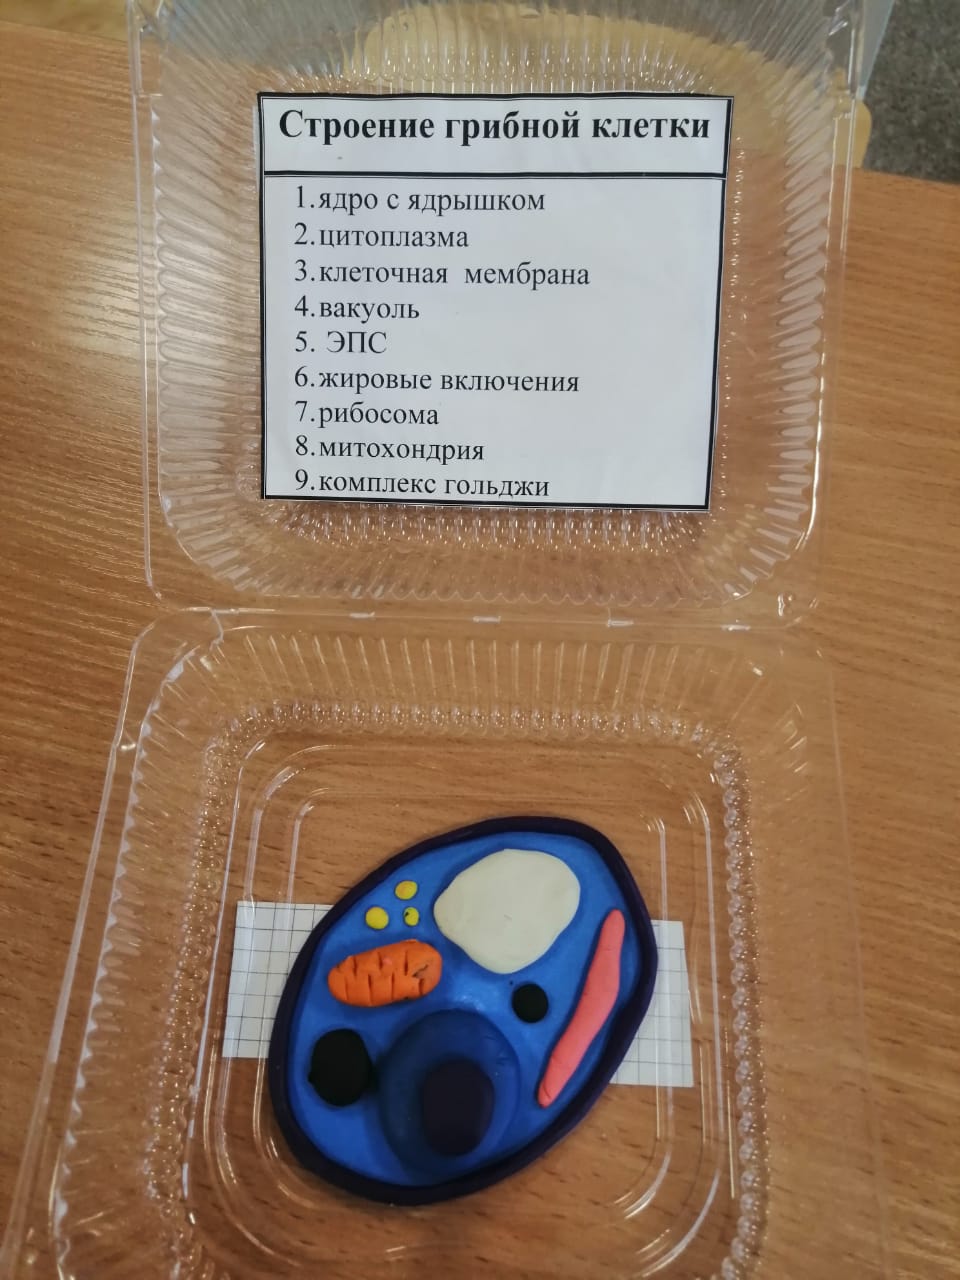 Строение грибной клетки
1.ядро с ядрышком
2.цитоплазма
3.клеточная мембрана
4.вакуоль
5. ЭПС
6.жировые включения
7.рибосома
8.митохондрия
9.комплекс гольджи